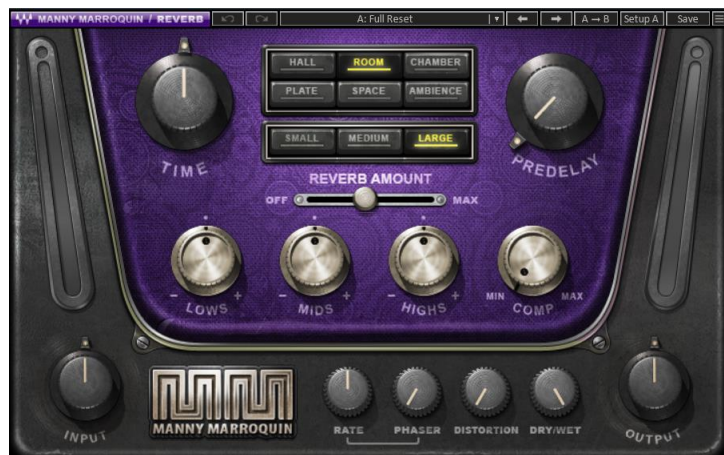 MANNY MARROQUIN / REVERB
A: Full Reset
A → B
Setup A
Save
HALL ROOM CHAMBER
PLATE SPACE AMBIENCE
SMALL MEDIUM LARGE
TIME
PREDELAY
REVERB AMOUNT
OFF MAX
- + - + - + MIN MAX
LOWS MIDS HIGHS COMP
INPUT
MANNY MARROQUIN
RATE PHASER DISTORTION DRY/WET
OUTPUT